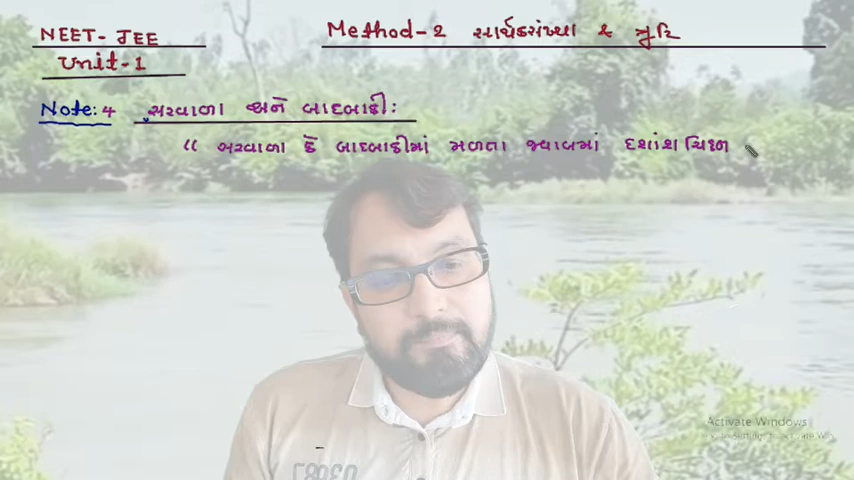 NEET- JEE
Method-2 સાર્થકસંખ્યા & ત્રુટિ
Unit-1
Note: 4 સરવાળા અને બાદબાકી:
“ સરવાળા કે બાદબાકીમાં મળતા જવાબમાં દશાંશ ચિહ્ન
Activate Windows